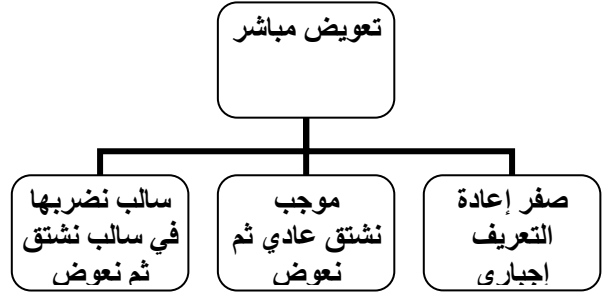 تعويض مباشر
صفر إعادة
التعريف
إجباري
موجب
نشتق عادي ثم
نعوض
سالب نضربها
في سالب نشتق
ثم نعوض